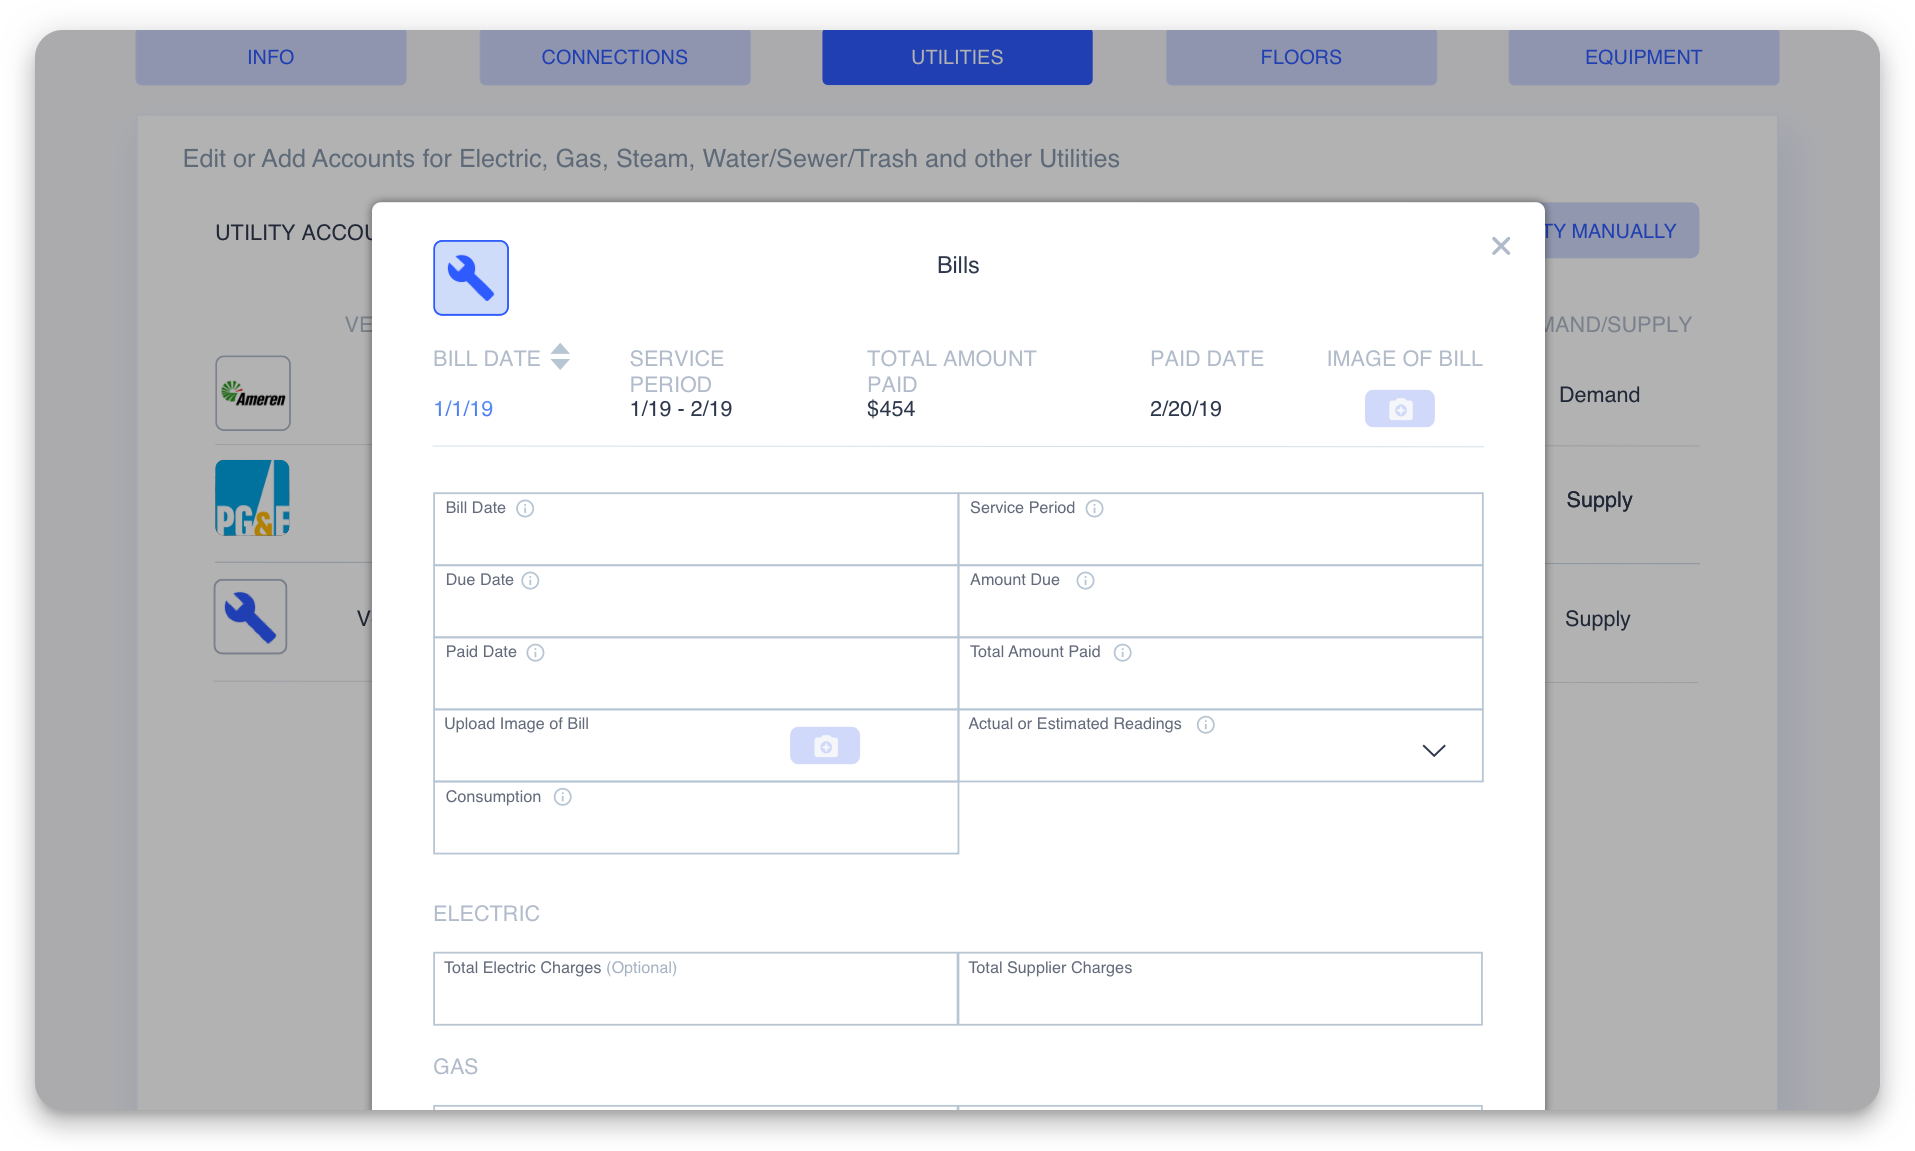 INFO
CONNECTIONS
UTILITIES
FLOORS
EQUIPMENT
Edit or Add Accounts for Electric, Gas, Steam, Water/Sewer/Trash and other Utilities
UTILITY ACCOU
TY MANUALLY
Bills
VE
MAND/SUPPLY
BILL DATE
SERVICE
PERIOD
TOTAL AMOUNT
PAID
PAID DATE
IMAGE OF BILL
1/1/19
1/19 - 2/19
$454
2/20/19
Ameren
Demand
PG&E
Supply
V
Supply
Bill Date
Service Period
Due Date
Amount Due
Paid Date
Total Amount Paid
Upload Image of Bill
Actual or Estimated Readings
Consumption
ELECTRIC
Total Electric Charges (Optional)
Total Supplier Charges
GAS